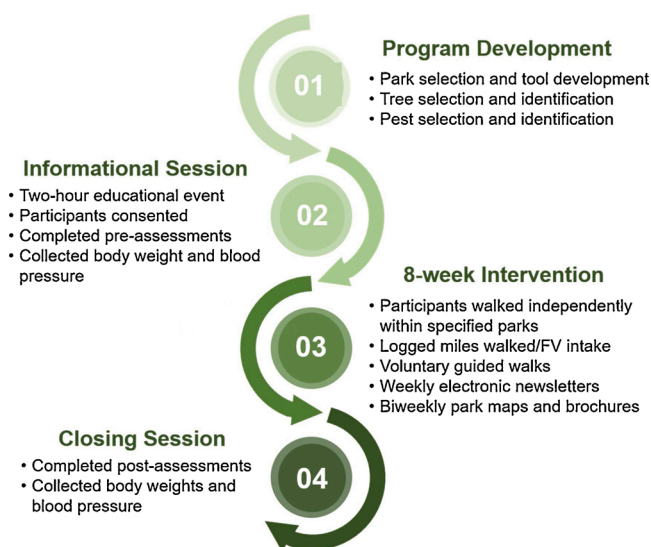 01
Program Development
• Park selection and tool development
• Tree selection and identification
• Pest selection and identification
Informational Session
• Two-hour educational event
• Participants consented
• Completed pre-assessments
• Collected body weight and blood
pressure
02
8-week Intervention
• Participants walked independently
within specified parks
• Logged miles walked/FV intake
• Voluntary guided walks
• Weekly electronic newsletters
• Biweekly park maps and brochures
03
Closing Session
• Completed post-assessments
• Collected body weights and
blood pressure
04